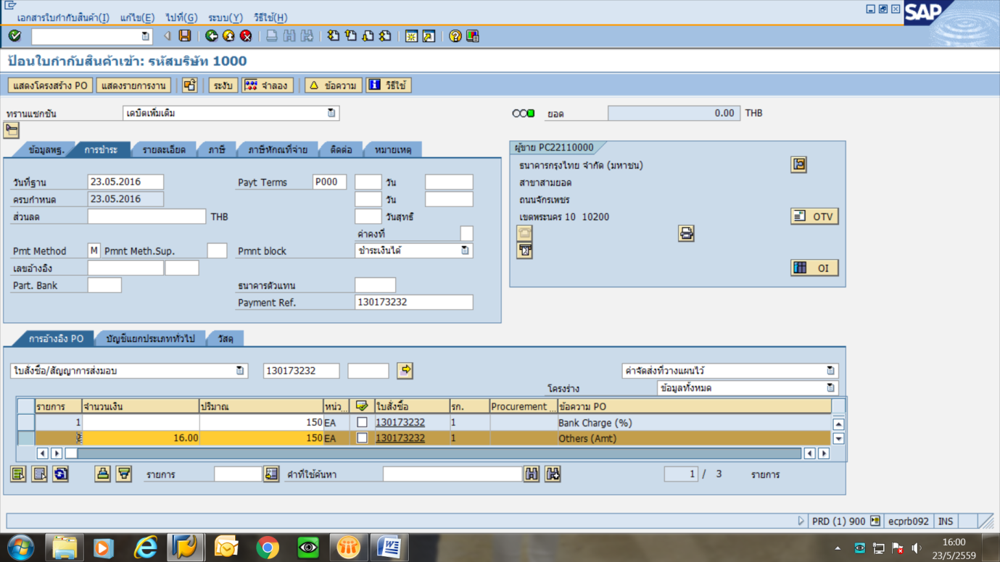 เอกสารใบกำกับสินค้า(I) แก้ไข(E) ไปที่(G) ระบบ(Y) วิธีใช้(H)
SAP
ป้อนใบกำกับสินค้าเข้า: รหัสบริษัท 1000
แสดงโครงสร้าง PO แสดงรายการงาน ระงับ จำลอง ข้อความ วิธีใช้
ทรานแซกชัน เดบิตเพิ่มเติม ยอด 0.00 THB
ข้อมูลพฐ. การชำระ รายละเอียด ภาษี ภาษีหักณที่จ่าย ติดต่อ หมายเหตุ
ผู้ขาย PC22110000
ธนาคารกรุงไทย จำกัด (มหาชน)
วันที่ฐาน 23.05.2016 Payt Terms P000 วัน
สาขาสามยอด
ครบกำหนด 23.05.2016 วัน
ถนนจักรเพชร
ส่วนลด THB วันสุทธิ
เขตพระนคร 10 10200
OTV
ค่าคงที่
Pmt Method M Pmnt Meth.Sup. Pmnt block ชำระเงินได้
เลขอ้างอิง
OI
Part. Bank ธนาคารตัวแทน
Payment Ref. 130173232
การอ้างอิง PO บัญชีแยกประเภททั่วไป วัสดุ
ใบสั่งซื้อ/สัญญาการส่งมอบ 130173232 ค่าจัดส่งที่วางแผนไว้
โครงร่าง ข้อมูลทั้งหมด
รายการ จำนวนเงิน ปริมาณ หน่ว... ใบสั่งซื้อ รก. Procurement ... ข้อความ PO
1 150 EA 130173232 1 Bank Charge (%)
2 16.00 150 EA 130173232 1 Others (Amt)
รายการ คำที่ใช้ค้นหา 1 / 3 รายการ
PRD (1) 900 ecprb092 INS
16:00
23/5/2559